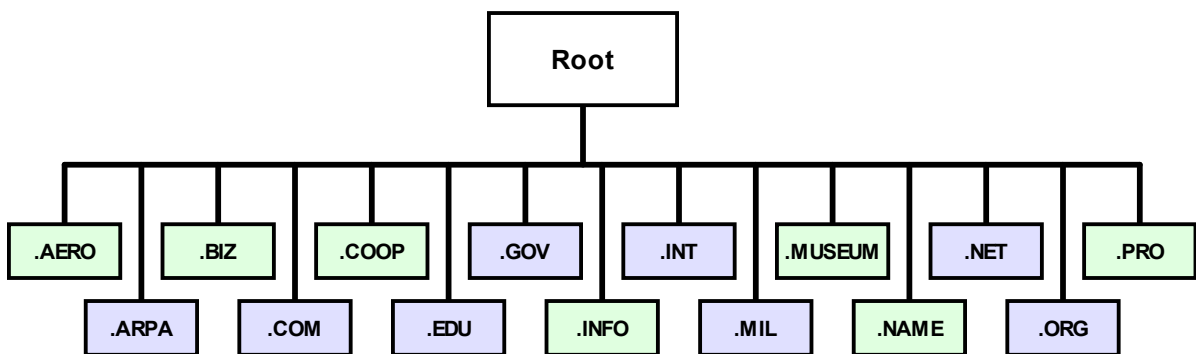 Root
.AERO .BIZ .COOP .GOV .INT .MUSEUM .NET .PRO
.ARPA .COM .EDU .INFO .MIL .NAME .ORG